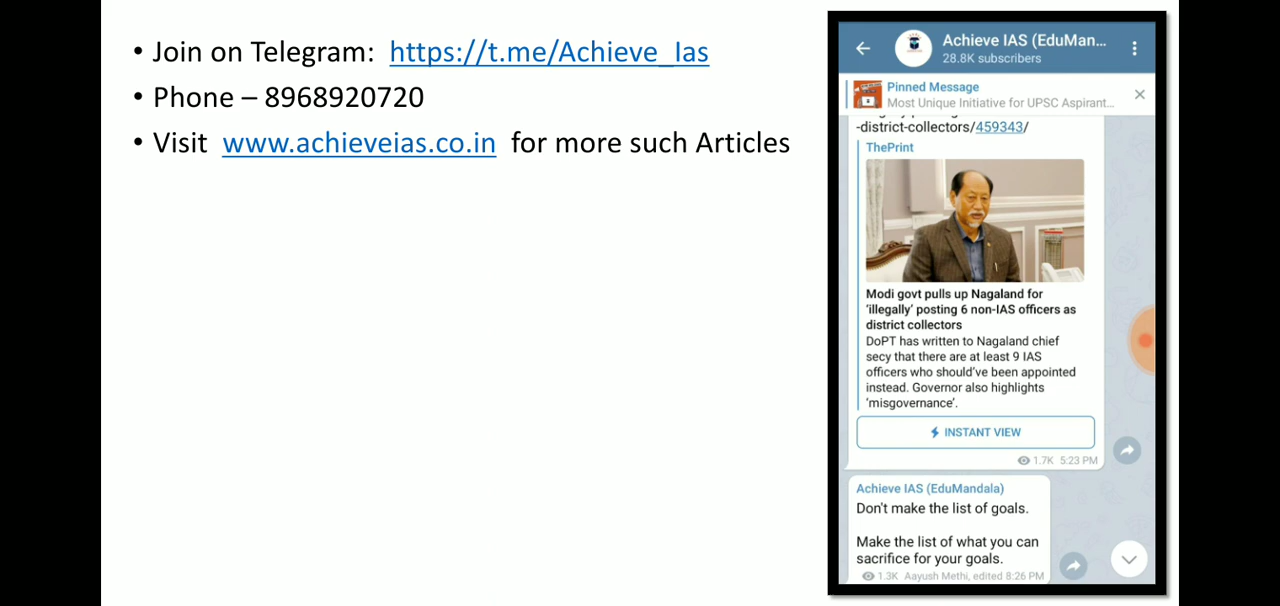 • Join on Telegram: https://t.me/Achieve_Ias
• Phone – 8968920720
• Visit www.achieveias.co.in for more such Articles
Achieve IAS (EduMan...
28.8K subscribers
Pinned Message
Most Unique Initiative for UPSC Aspirant...
-district-collectors/459343/
ThePrint
Modi govt pulls up Nagaland for
'illegally' posting 6 non-IAS officers as
district collectors
DoPT has written to Nagaland chief
secy that there are at least 9 IAS
officers who should've been appointed
instead. Governor also highlights
'misgovernance'.
INSTANT VIEW
1.7K 5:23 PM
Achieve IAS (EduMandala)
Don't make the list of goals.
Make the list of what you can
sacrifice for your goals.
1.3K Aayush Methi, edited 8:26 PM